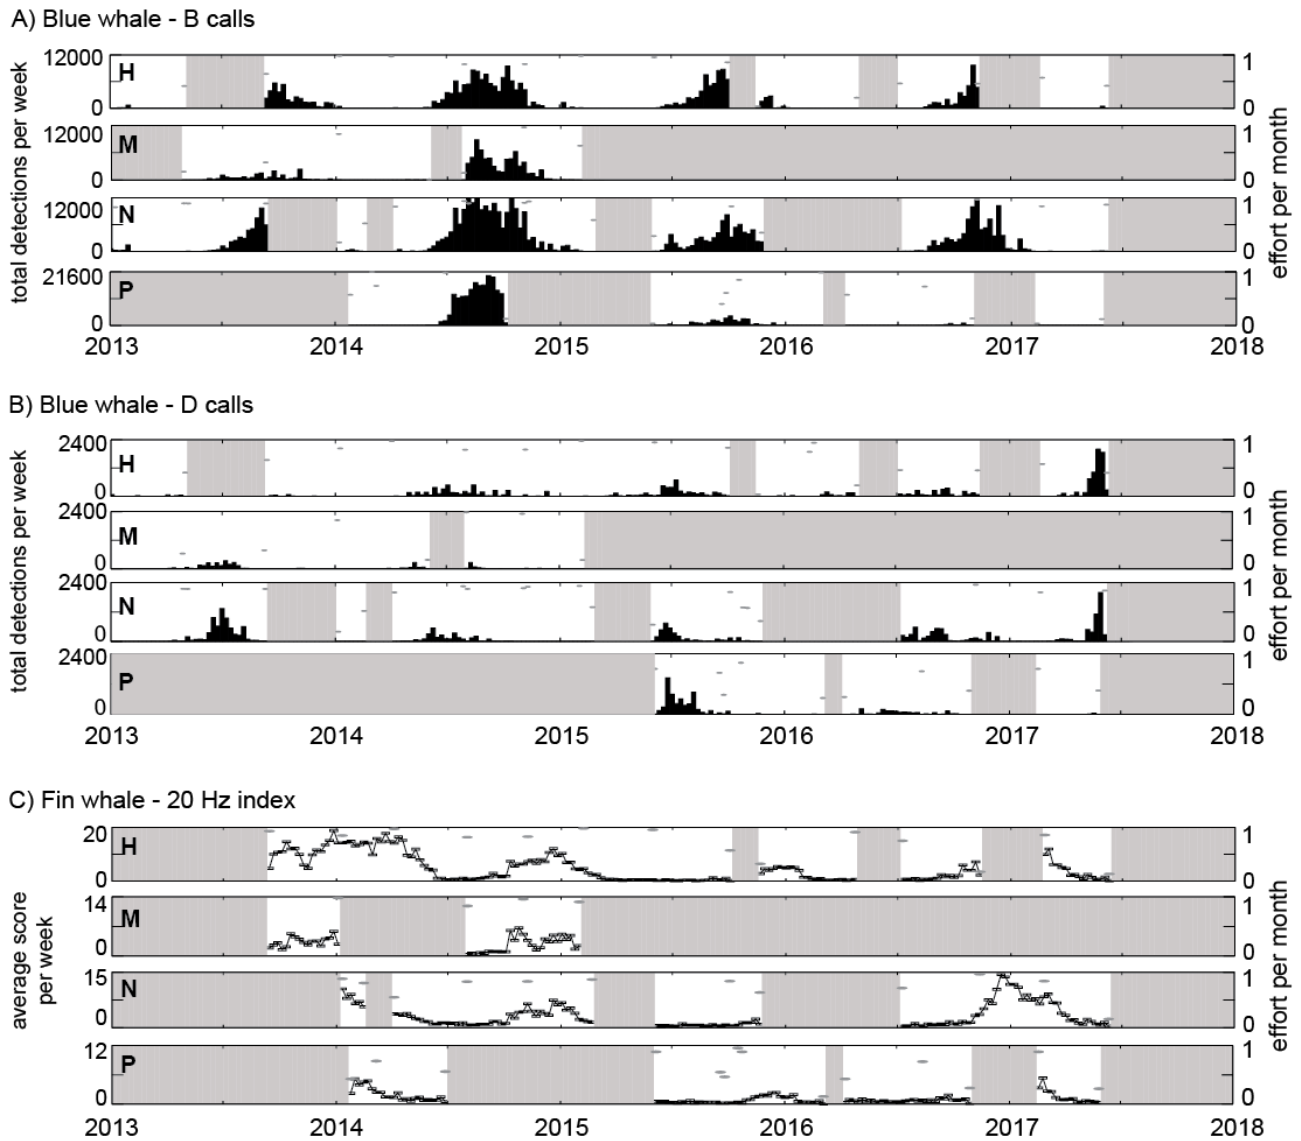 A) Blue whale - B calls
total detections per week
effort per month
12000 H 1
0 0
12000 M 1
0 0
12000 N 1
0 0
21600 P 1
0 0
2013 2014 2015 2016 2017 2018
B) Blue whale - D calls
total detections per week
effort per month
2400 H 1
0 0
2400 M 1
0 0
2400 N 1
0 0
2400 P 1
0 0
2013 2014 2015 2016 2017 2018
C) Fin whale - 20 Hz index
average score
per week
effort per month
20 H 1
0 0
14 M 1
0 0
15 N 1
0 0
12 P 1
0 0
2013 2014 2015 2016 2017 2018